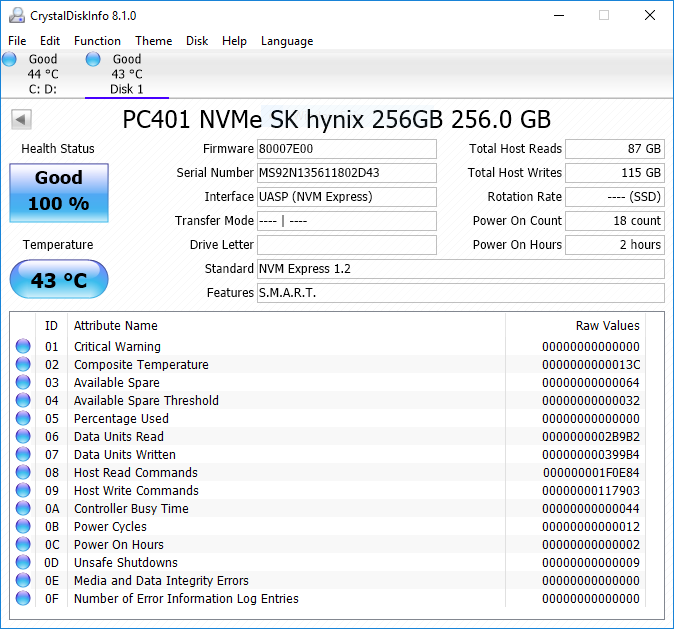 CrystalDiskInfo 8.1.0
File Edit Function Theme Disk Help Language
Good Good
44 °C 43 °C
C: D: Disk 1
PC401 NVMe SK hynix 256GB 256.0 GB
Health Status
Good
100 %
Temperature
43 °C
Firmware 80007E00
Serial Number MS92N135611802D43
Interface UASP (NVM Express)
Transfer Mode ---- | ----
Drive Letter
Standard NVM Express 1.2
Features S.M.A.R.T.
Total Host Reads 87 GB
Total Host Writes 115 GB
Rotation Rate ---- (SSD)
Power On Count 18 count
Power On Hours 2 hours
ID Attribute Name Raw Values
01 Critical Warning 00000000000000
02 Composite Temperature 0000000000013C
03 Available Spare 00000000000064
04 Available Spare Threshold 00000000000032
05 Percentage Used 00000000000000
06 Data Units Read 0000000002B9B2
07 Data Units Written 000000000399B4
08 Host Read Commands 000000001F0E84
09 Host Write Commands 00000000117903
0A Controller Busy Time 00000000000044
0B Power Cycles 00000000000012
0C Power On Hours 00000000000002
0D Unsafe Shutdowns 00000000000009
0E Media and Data Integrity Errors 00000000000000
0F Number of Error Information Log Entries 00000000000000